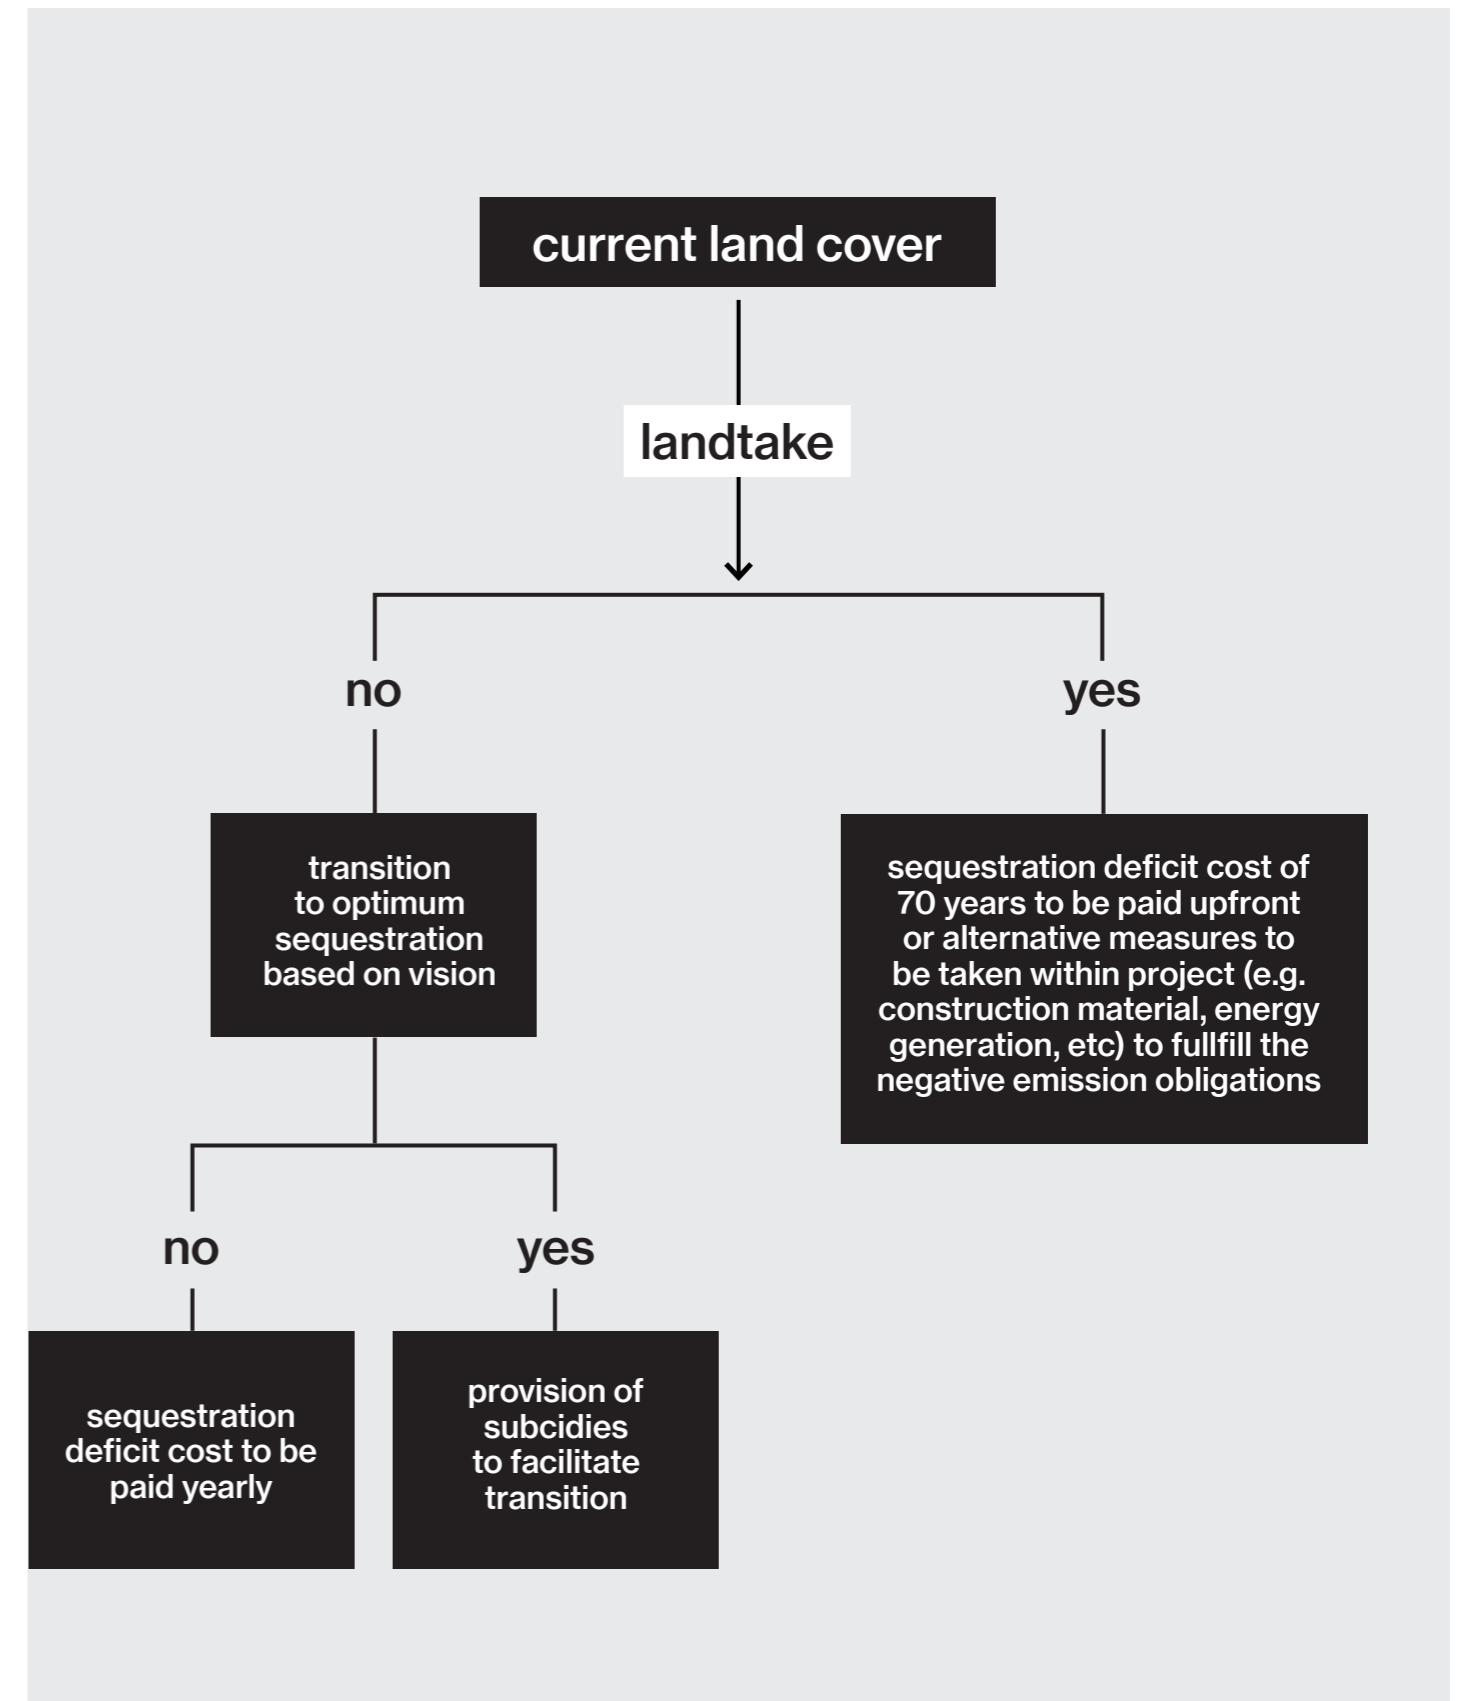 current land cover
landtake
no
yes
transition
to optimum
sequestration
based on vision
sequestration deficit cost of
70 years to be paid upfront
or alternative measures to
be taken within project (e.g.
construction material, energy
generation, etc) to fullfill the
negative emission obligations
no
yes
sequestration
deficit cost to be
paid yearly
provision of
subcidies
to facilitate
transition